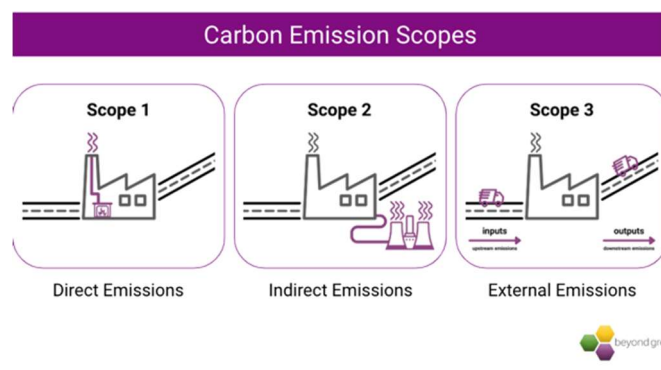 Carbon Emission Scopes
Scope 1
Scope 2
Scope 3
inputs
upstream emissions
outputs
downstream emissions
Direct Emissions
Indirect Emissions
External Emissions
beyond gre